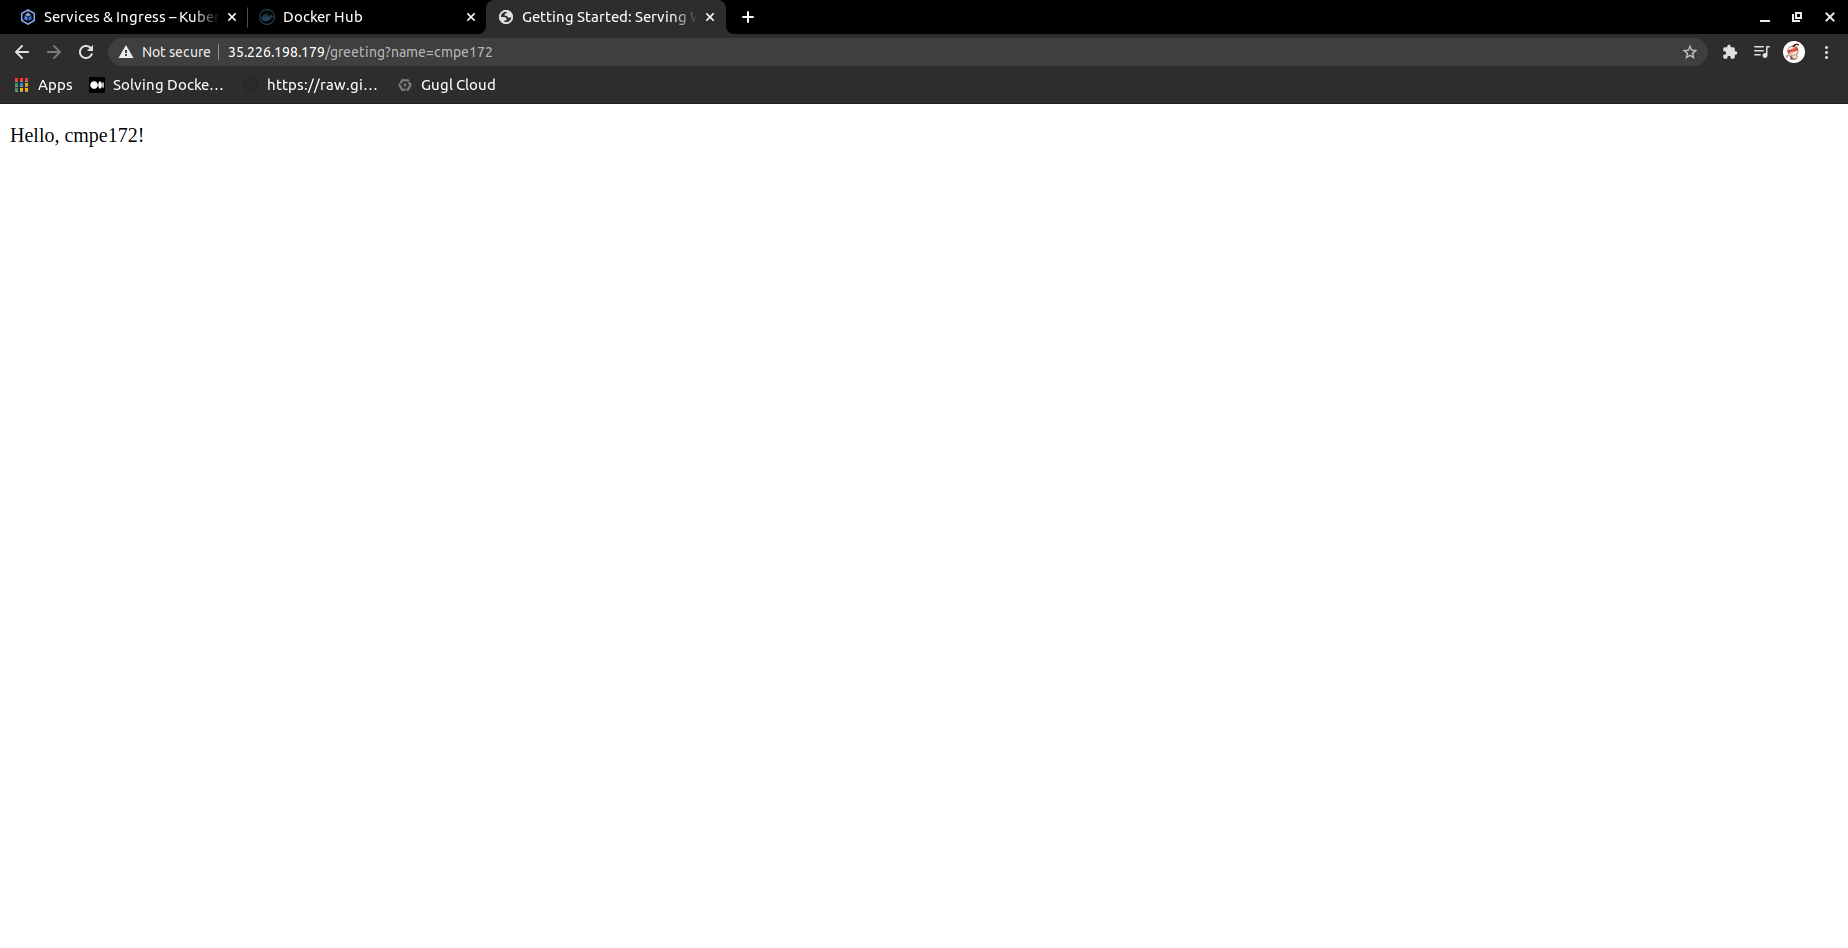 Services & Ingress – Kuber
Docker Hub
Getting Started: Serving W
Not secure
35.226.198.179/greeting?name=cmpe172
Apps
Solving Docke...
https://raw.gi...
Gugl Cloud
Hello, cmpe172!